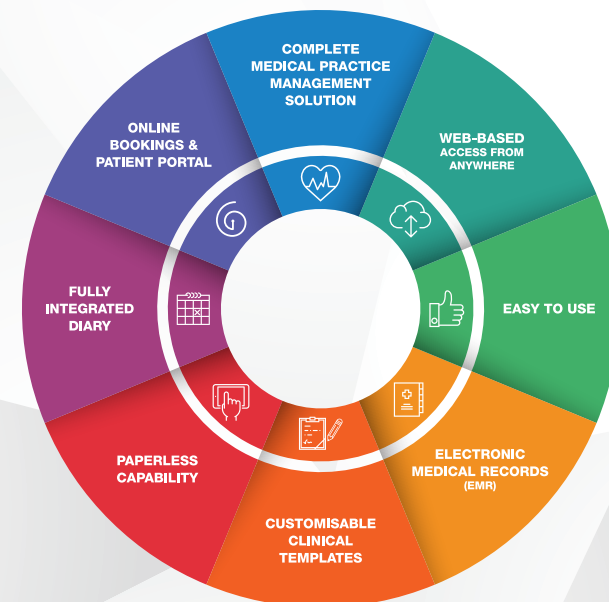 COMPLETE
MEDICAL PRACTICE
MANAGEMENT
SOLUTION
WEB-BASED
ACCESS FROM
ANYWHERE
EASY TO USE
ELECTRONIC
MEDICAL RECORDS
(EMR)
CUSTOMISABLE
CLINICAL
TEMPLATES
PAPERLESS
CAPABILITY
FULLY
INTEGRATED
DIARY
ONLINE
BOOKINGS &
PATIENT PORTAL